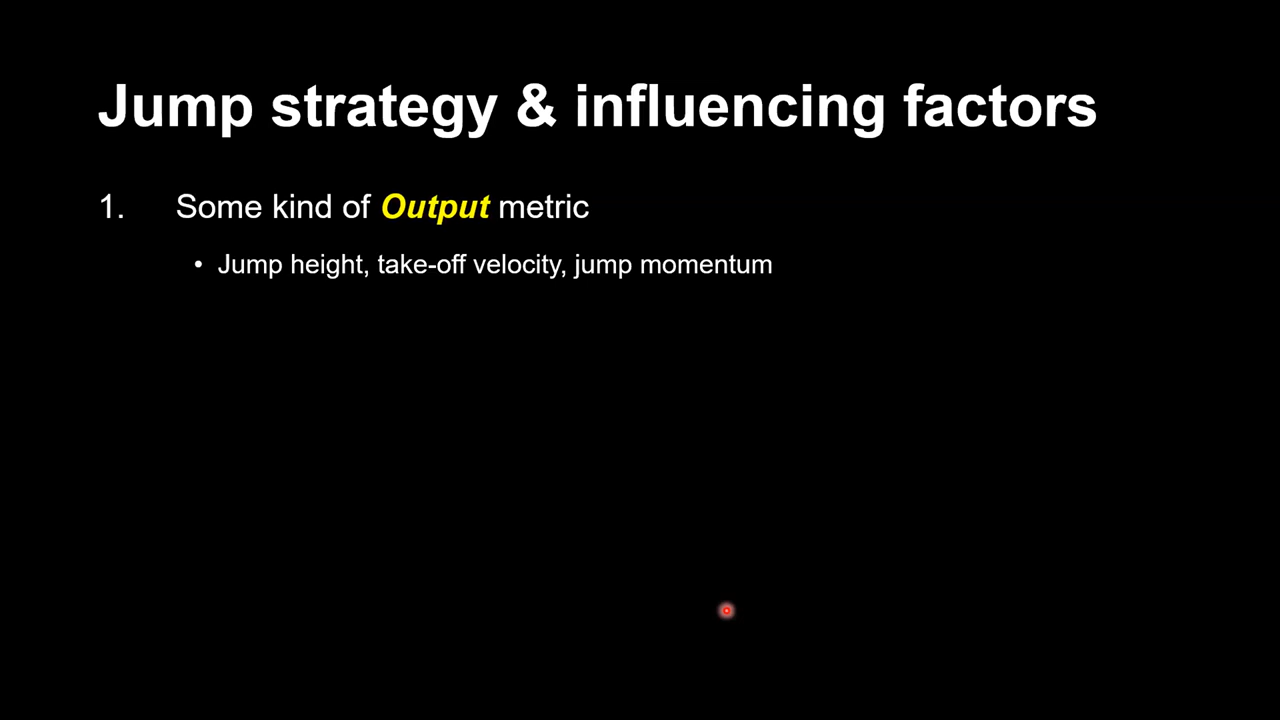 Jump strategy & influencing factors
1. Some kind of Output metric
• Jump height, take-off velocity, jump momentum